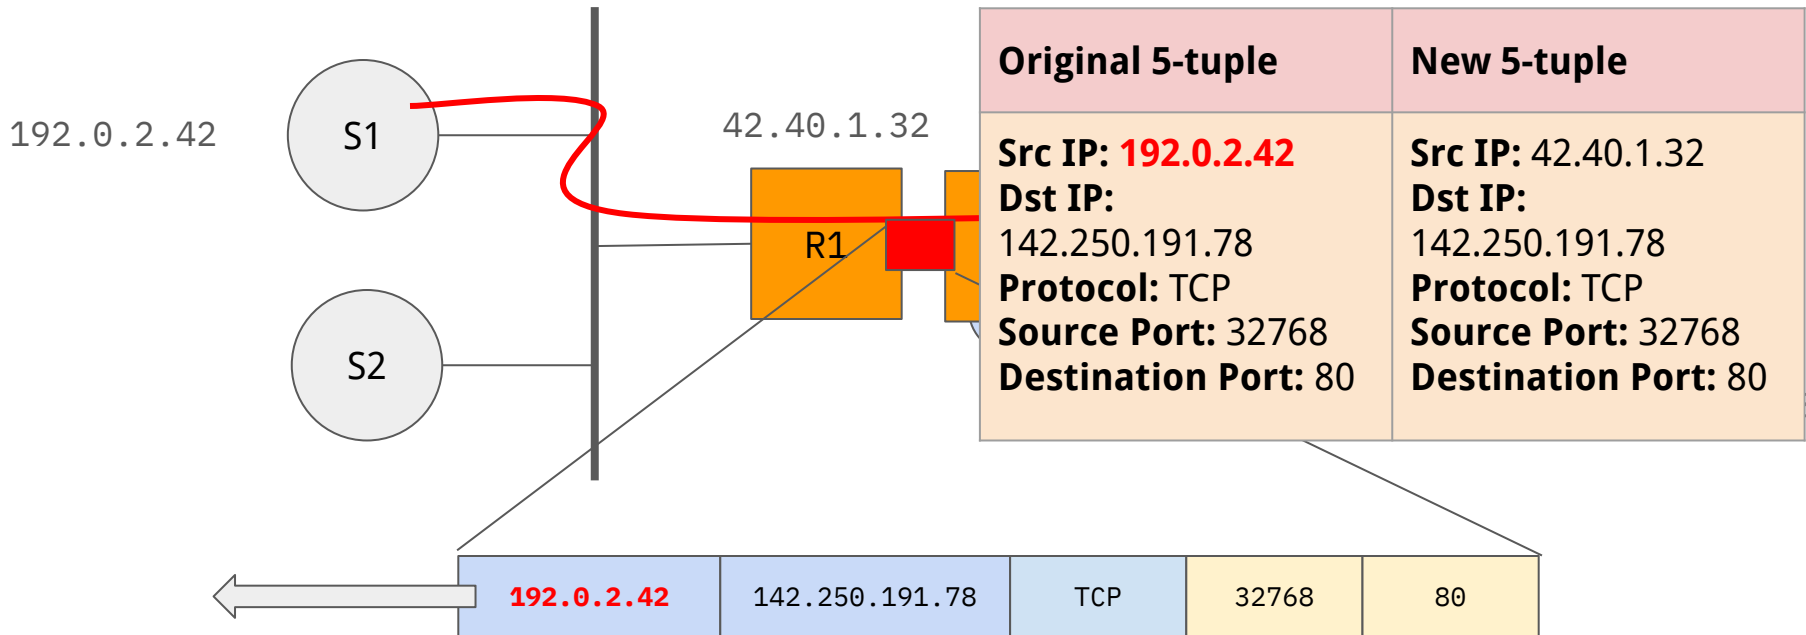 192.0.2.42
S1
S2
42.40.1.32
R1
Original 5-tuple
Src IP: 192.0.2.42
Dst IP:
142.250.191.78
Protocol: TCP
Source Port: 32768
Destination Port: 80
New 5-tuple
Src IP: 42.40.1.32
Dst IP:
142.250.191.78
Protocol: TCP
Source Port: 32768
Destination Port: 80
192.0.2.42 142.250.191.78 TCP 32768 80